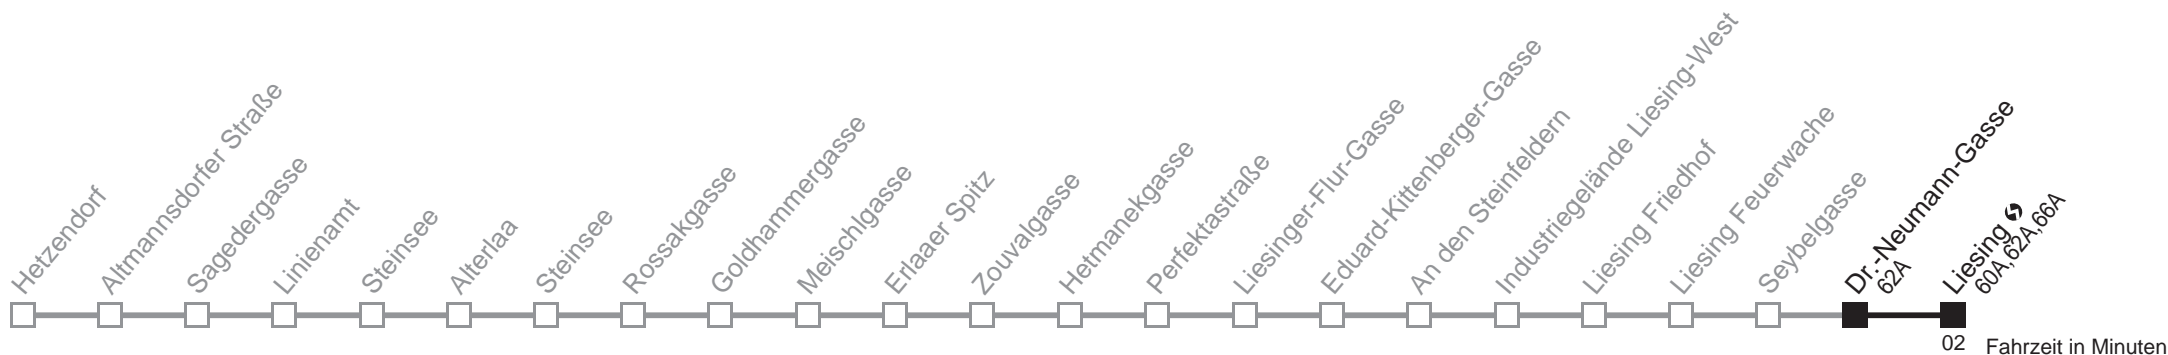 Hetzendorf
Altmannsdorfer Straße
Sagedergasse
Linienamt
Steinsee
Alterlaa
Steinsee
Rossakgasse
Goldhammergasse
Meischlgasse
Erlaaer Spitz
Zouvalgasse
Hetmanekgasse
Perfektastraße
Liesinger-Flur-Gasse
Eduard-Kittenberger-Gasse
An den Steinfeldern
Industriegelände Liesing-West
Liesing Friedhof
Liesing Feuerwache
Seybelgasse
Dr.-Neumann-Gasse
62A
Liesing
60A,62A,66A
02
Fahrzeit in Minuten